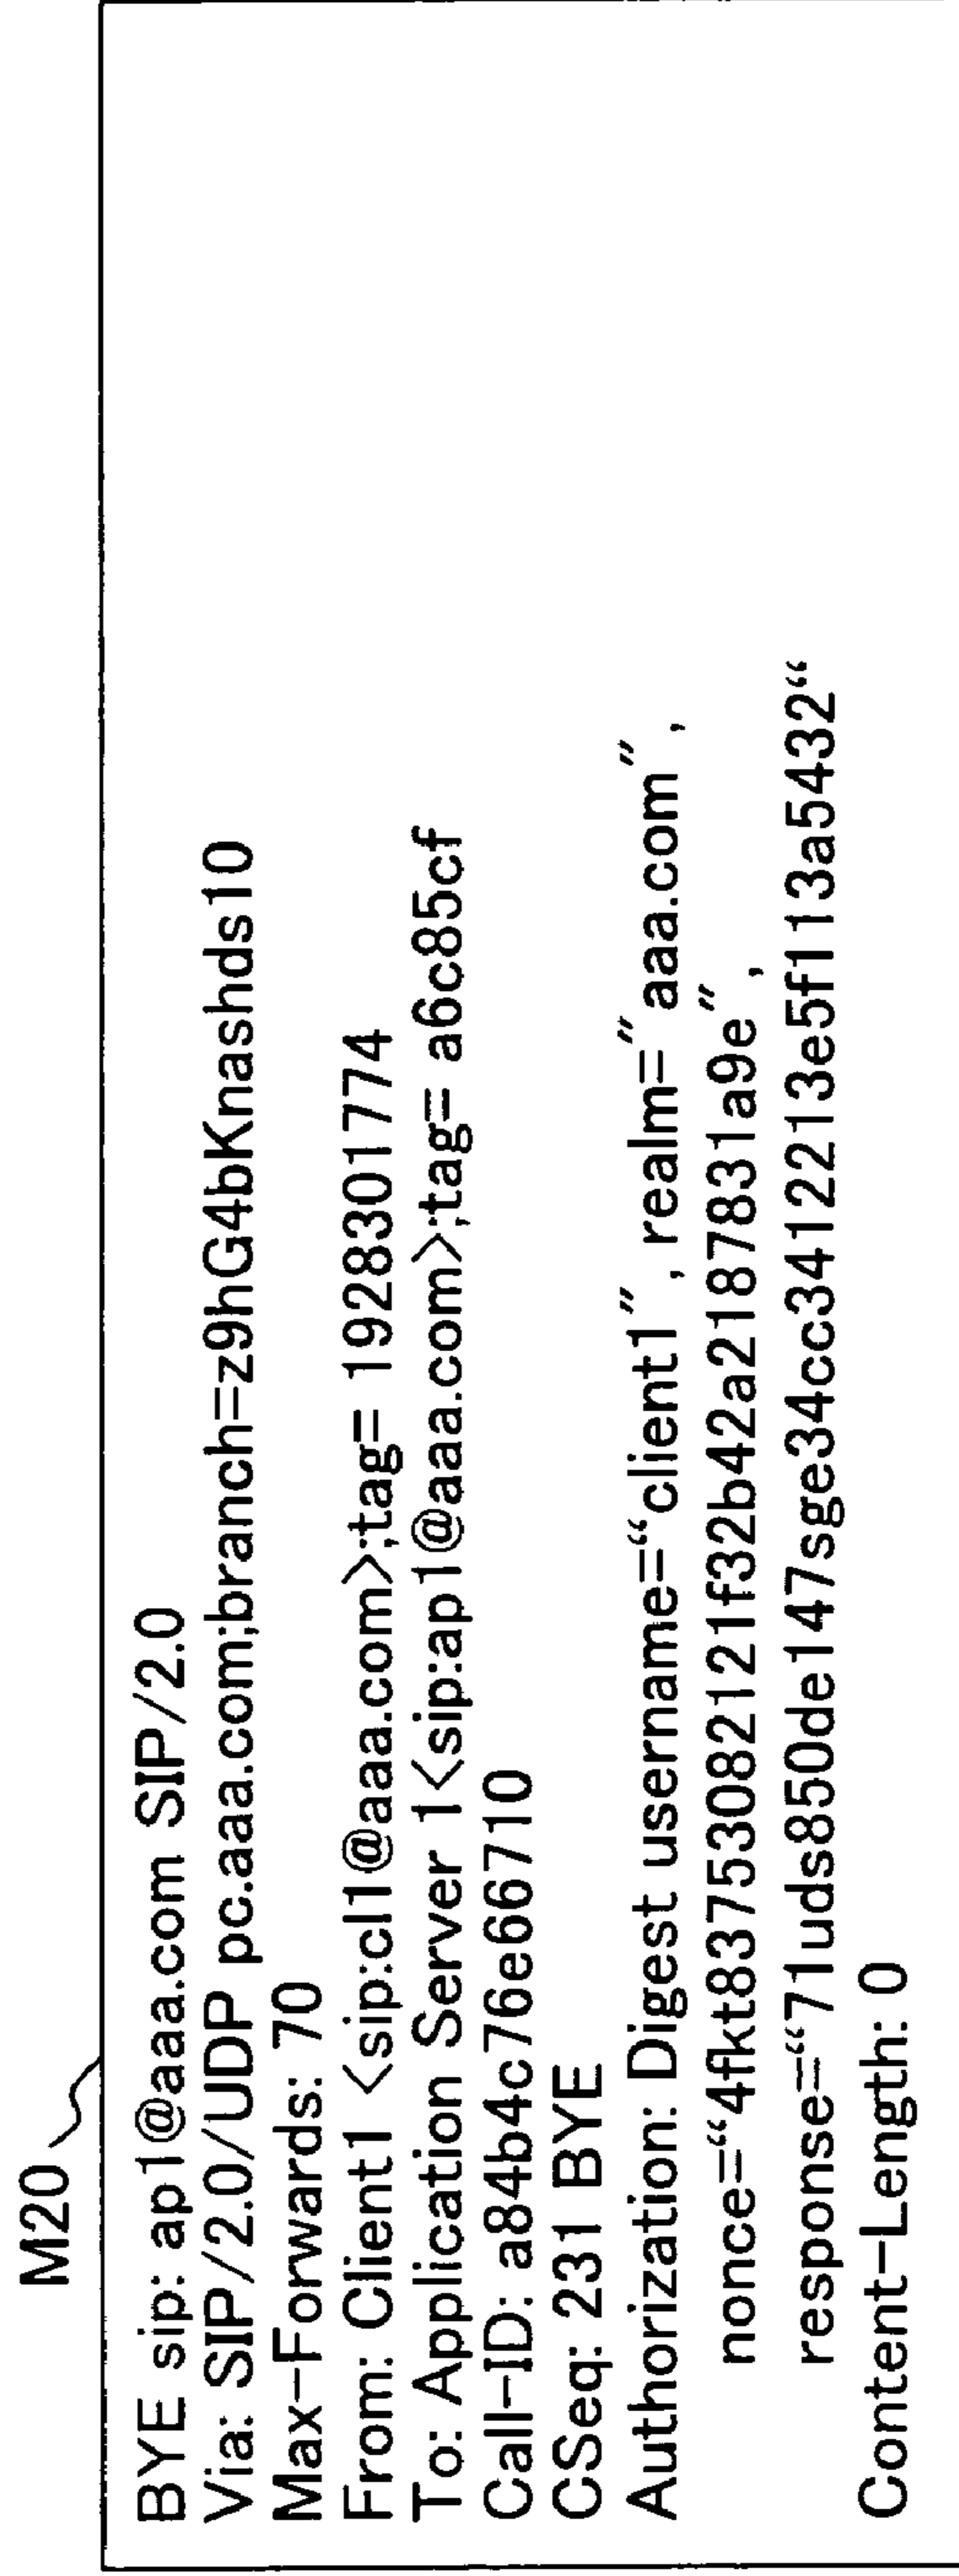 M20
BYE sip: ap1@aaa.com SIP/2.0
Via: SIP/2.0/UDP pc.aaa.com;branch=z9hG4bKnashds10
Max-Forwards: 70
From: Client1 <sip:cl1@aaa.com>;tag= 1928301774
To: Application Server 1<sip:ap1@aaa.com>;tag= a6c85cf
Call-ID: a84b4c76e66710
CSeq: 231 BYE
Authorization: Digest username=“client1”, realm=”aaa.com”,
nonce=“4fkt83753082121f32b42a2187831a9e”,
response=“71uds850de147sge34cc3412213e5f113a5432“
Content-Length: 0